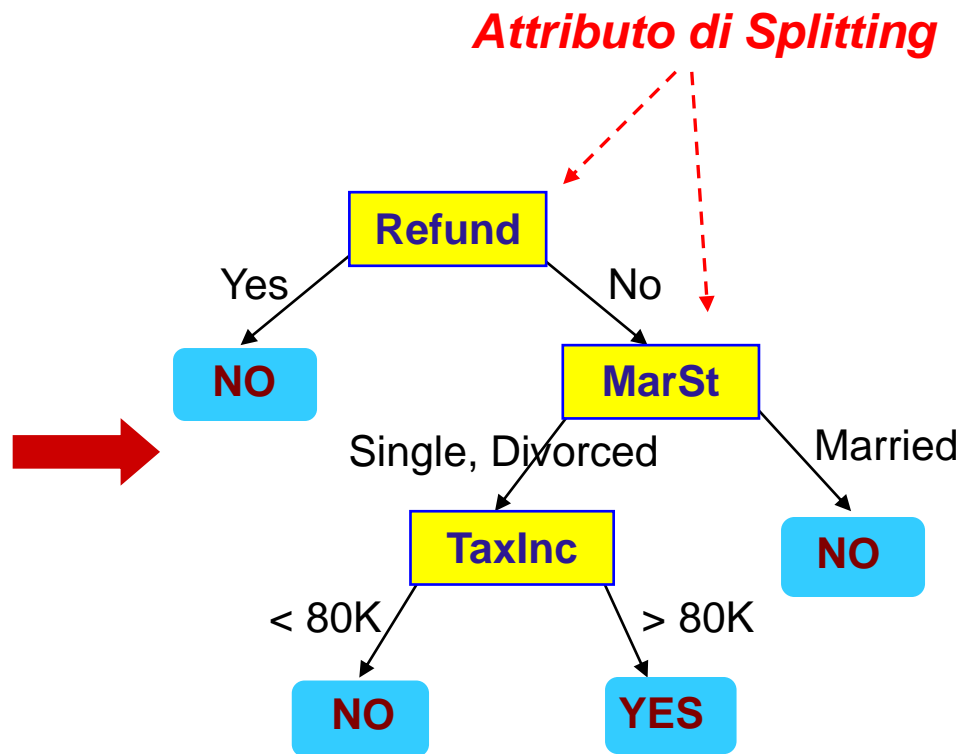 Attributo di Splitting
Refund
Yes
No
NO
MarSt
Single, Divorced
Married
TaxInc
NO
< 80K
> 80K
NO
YES